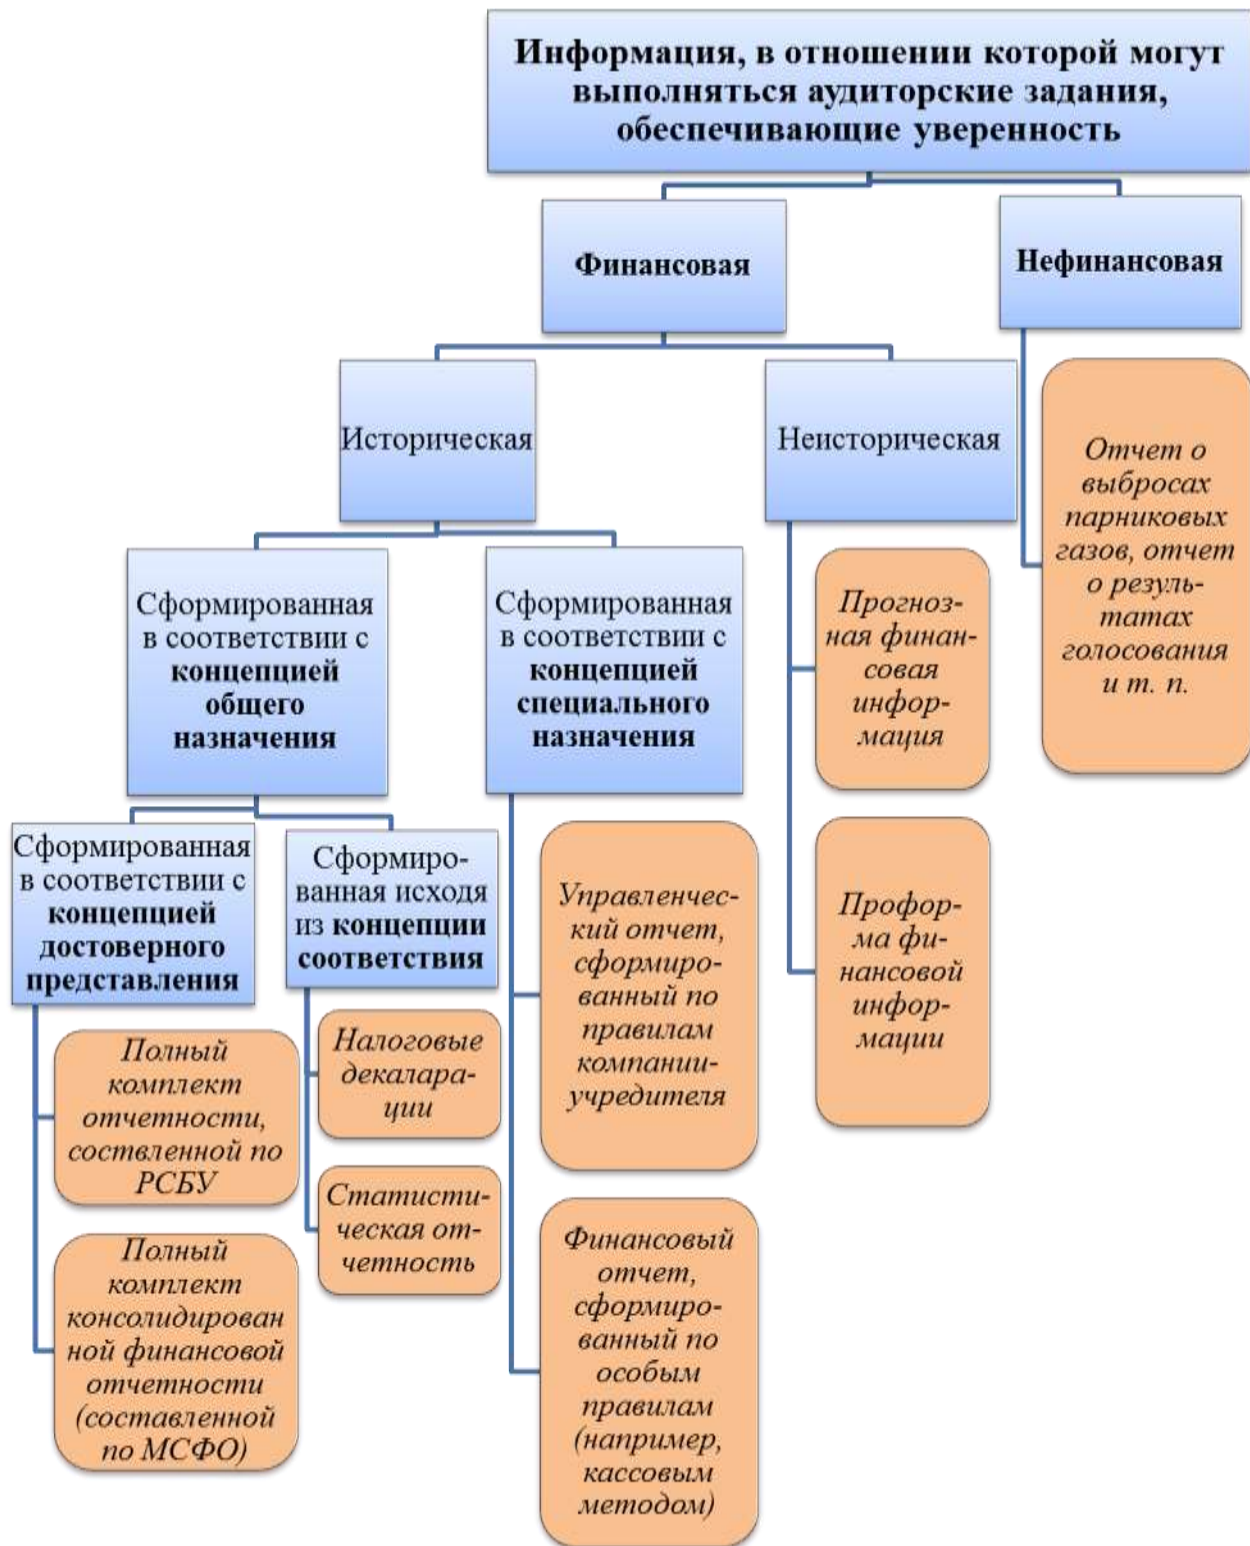 Информация, в отношении которой могут
выполняться аудиторские задания,
обеспечивающие уверенность
Финансовая
Нефинансовая
Историческая
Неисторическая
Отчет о
выбросах
парниковых
газов, отчет
о резуль-
татах
голосования
и т. п.
Сформированная
в соответствии с
концепцией
общего
назначения
Сформированная
в соответствии с
концепцией
специального
назначения
Прогноз-
ная финан-
совая
инфор-
мация
Профор-
ма фи-
нансовой
инфор-
мации
Сформированная
в соответствии с
концепцией
достоверного
представления
Сформиро-
ванная исходя
из концепции
соответствия
Управленчес-
кий отчет,
сформиро-
ванный по
правилам
компании-
учредителя
Полный
комплект
отчетности,
соствленной по
РСБУ
Налоговые
декалара-
ции
Статисти-
ческая от-
четность
Полный
комплект
консолидирован
ной финансовой
отчетности
(составленной
по МСФО)
Финансовый
отчет,
сформиро-
ванный по
особым
правилам
(например,
кассовым
методом)